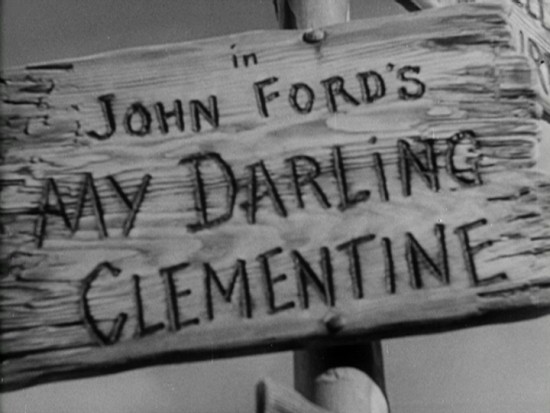 in
JOHN FORD'S
MY DARLING
CLEMENTINE